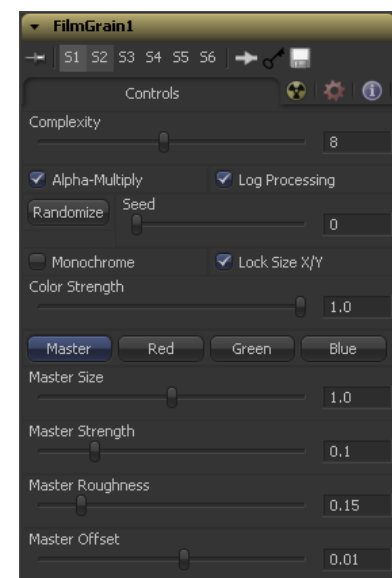 FilmGrain1
S1 S2 S3 S4 S5 S6
Controls
Complexity
8
Alpha-Multiply Log Processing
Randomize Seed
0
Monochrome Lock Size X/Y
Color Strength
1.0
Master Red Green Blue
Master Size
1.0
Master Strength
0.1
Master Roughness
0.15
Master Offset
0.01